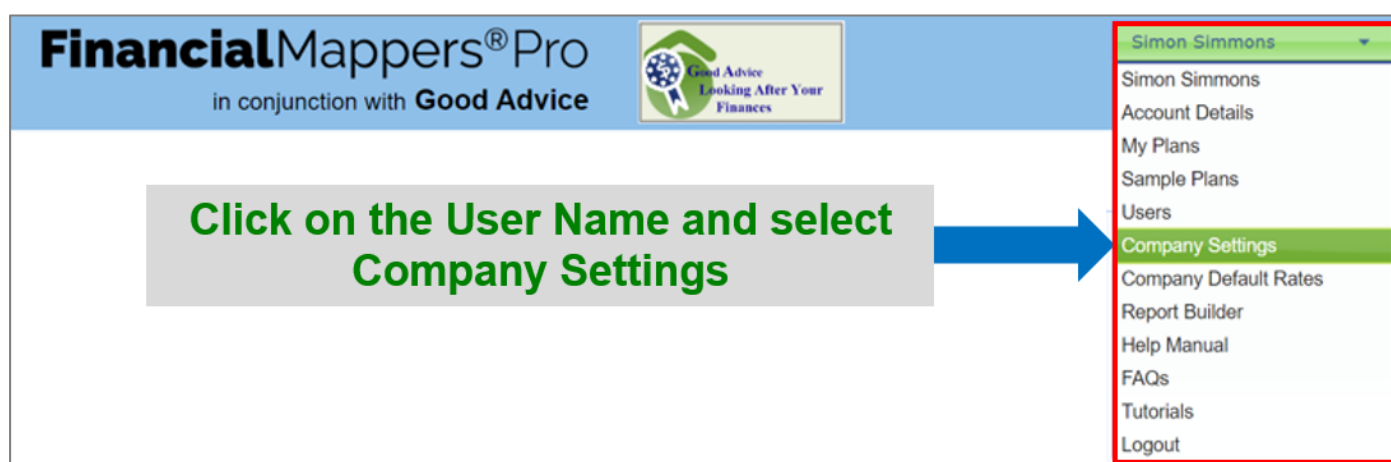 FinancialMappers®Pro
in conjunction with Good Advice
Good Advice
Looking After Your
Finances
Click on the User Name and select
Company Settings
Simon Simmons
Simon Simmons
Account Details
My Plans
Sample Plans
Users
Company Settings
Company Default Rates
Report Builder
Help Manual
FAQs
Tutorials
Logout